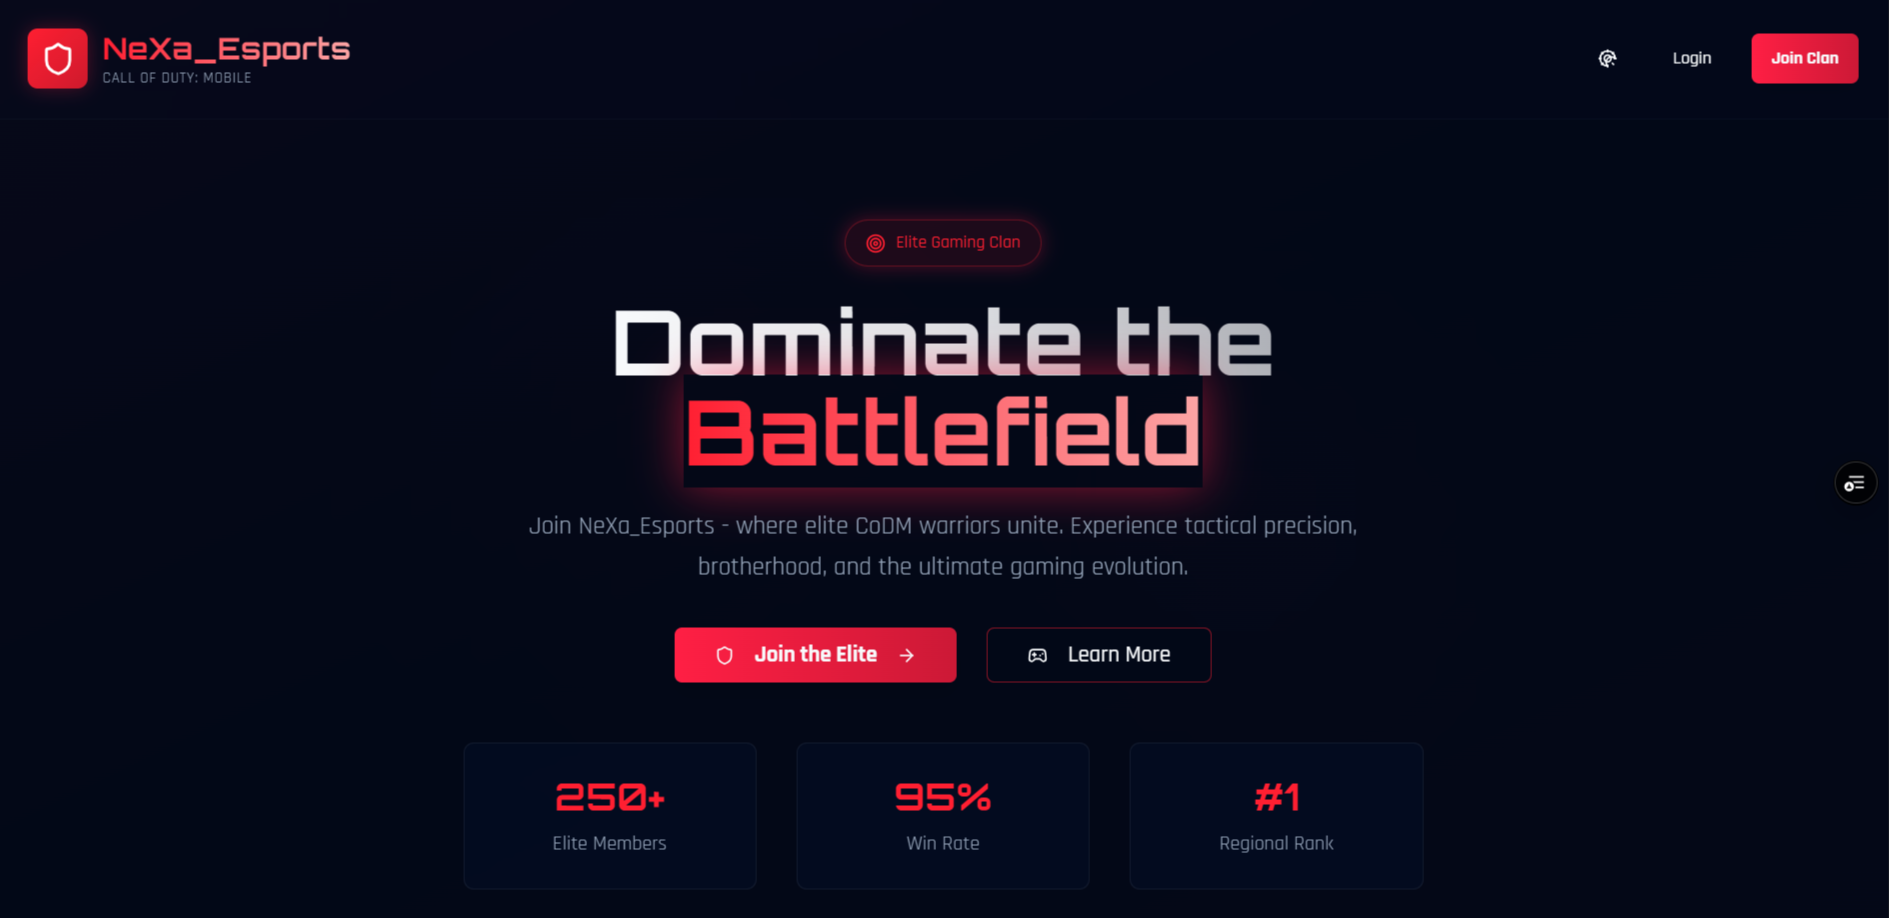 NeXa_Esports
CALL OF DUTY: MOBILE
Login
Join Clan
Elite Gaming Clan
Dominate the
Battlefield
Join NeXa_Esports - where elite CoDM warriors unite. Experience tactical precision,
brotherhood, and the ultimate gaming evolution.
Join the Elite
Learn More
250+
Elite Members
95%
Win Rate
#1
Regional Rank